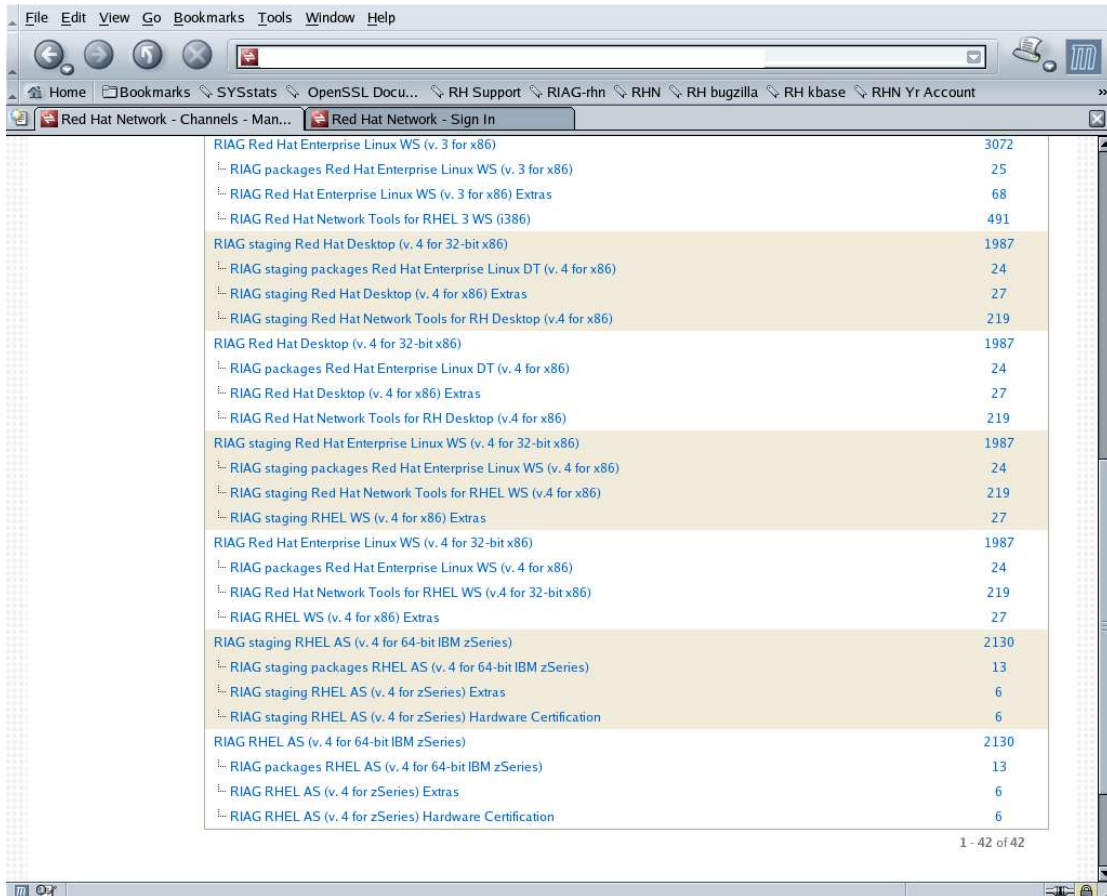 File Edit View Go Bookmarks Tools Window Help
Home Bookmarks SYSstats OpenSSL Docu... RH Support RIAG-rhn RHN RH bugzilla RH kbase RHN Yr Account »
Red Hat Network - Channels - Man... Red Hat Network - Sign In
RIAG Red Hat Enterprise Linux WS (v. 3 for x86) 3072
RIAG packages Red Hat Enterprise Linux WS (v. 3 for x86) 25
RIAG Red Hat Enterprise Linux WS (v. 3 for x86) Extras 68
RIAG Red Hat Network Tools for RHEL 3 WS (i386) 491
RIAG staging Red Hat Desktop (v. 4 for 32-bit x86) 1987
RIAG staging packages Red Hat Enterprise Linux DT (v. 4 for x86) 24
RIAG staging Red Hat Desktop (v. 4 for x86) Extras 27
RIAG staging Red Hat Network Tools for RH Desktop (v.4 for x86) 219
RIAG Red Hat Desktop (v. 4 for 32-bit x86) 1987
RIAG packages Red Hat Enterprise Linux DT (v. 4 for x86) 24
RIAG Red Hat Desktop (v. 4 for x86) Extras 27
RIAG Red Hat Network Tools for RH Desktop (v.4 for x86) 219
RIAG staging Red Hat Enterprise Linux WS (v. 4 for 32-bit x86) 1987
RIAG staging packages Red Hat Enterprise Linux WS (v. 4 for x86) 24
RIAG staging Red Hat Network Tools for RHEL WS (v.4 for x86) 219
RIAG staging RHEL WS (v. 4 for x86) Extras 27
RIAG Red Hat Enterprise Linux WS (v. 4 for 32-bit x86) 1987
RIAG packages Red Hat Enterprise Linux WS (v. 4 for x86) 24
RIAG Red Hat Network Tools for RHEL WS (v.4 for 32-bit x86) 219
RIAG RHEL WS (v. 4 for x86) Extras 27
RIAG staging RHEL AS (v. 4 for 64-bit IBM zSeries) 2130
RIAG staging packages RHEL AS (v. 4 for 64-bit IBM zSeries) 13
RIAG staging RHEL AS (v. 4 for zSeries) Extras 6
RIAG staging RHEL AS (v. 4 for zSeries) Hardware Certification 6
RIAG RHEL AS (v. 4 for 64-bit IBM zSeries) 2130
RIAG packages RHEL AS (v. 4 for 64-bit IBM zSeries) 13
RIAG RHEL AS (v. 4 for zSeries) Extras 6
RIAG RHEL AS (v. 4 for zSeries) Hardware Certification 6
1 - 42 of 42